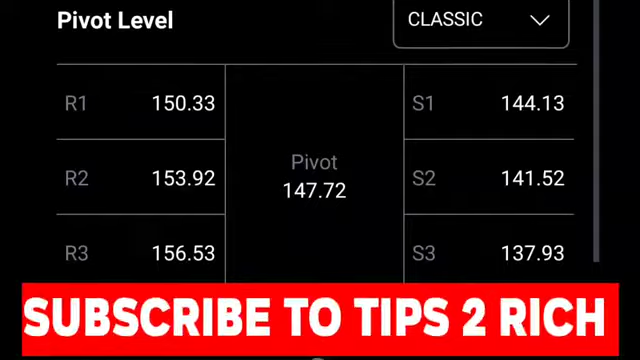 Pivot Level CLASSIC
R1 150.33 S1 144.13
Pivot
147.72
R2 153.92 S2 141.52
R3 156.53 S3 137.93
SUBSCRIBE TO TIPS 2 RICH